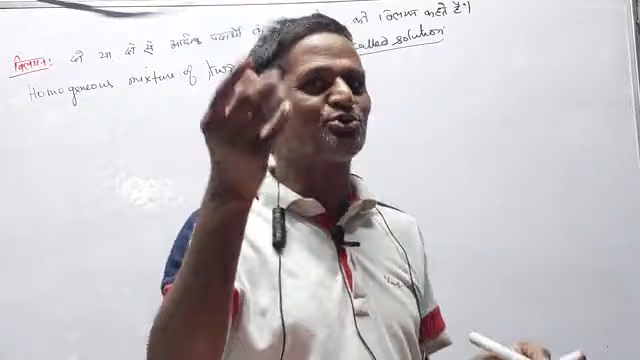 विलयन: दो या दो से अधिक पदार्थों को विलयन कहते हैं।
Homogeneous mixture of two called solution